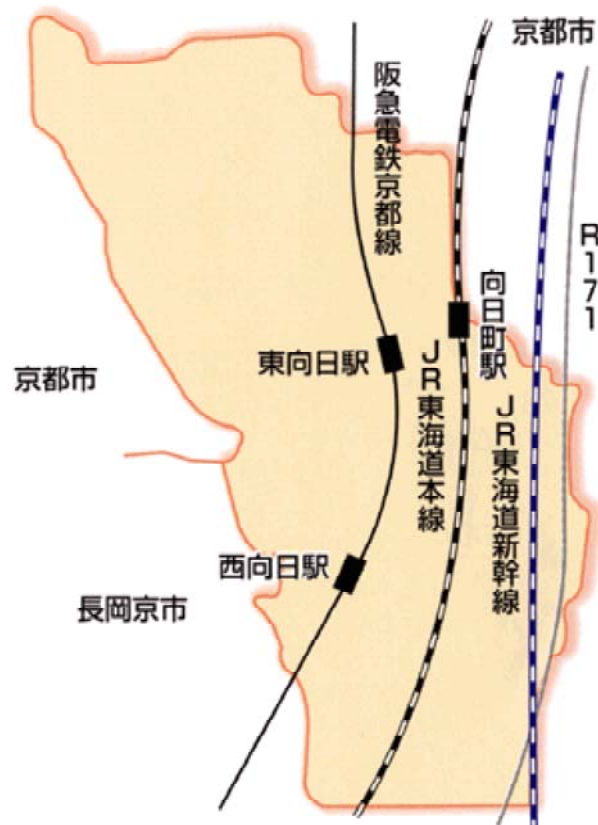 京都市
阪急電鉄京都線
R171
向日町駅
東向日駅
JR東海道本線
京都市
JR東海道新幹線
西向日駅
長岡京市